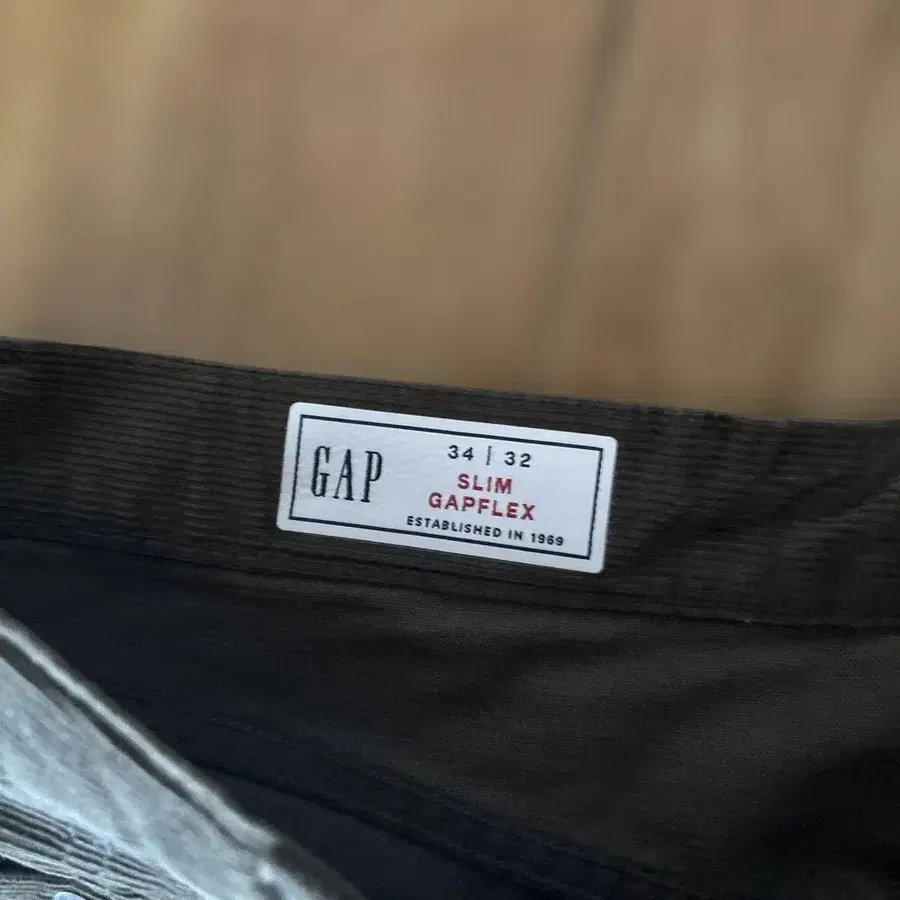 GAP
34 | 32
SLIM
GAPFLEX
ESTABLISHED IN 1969